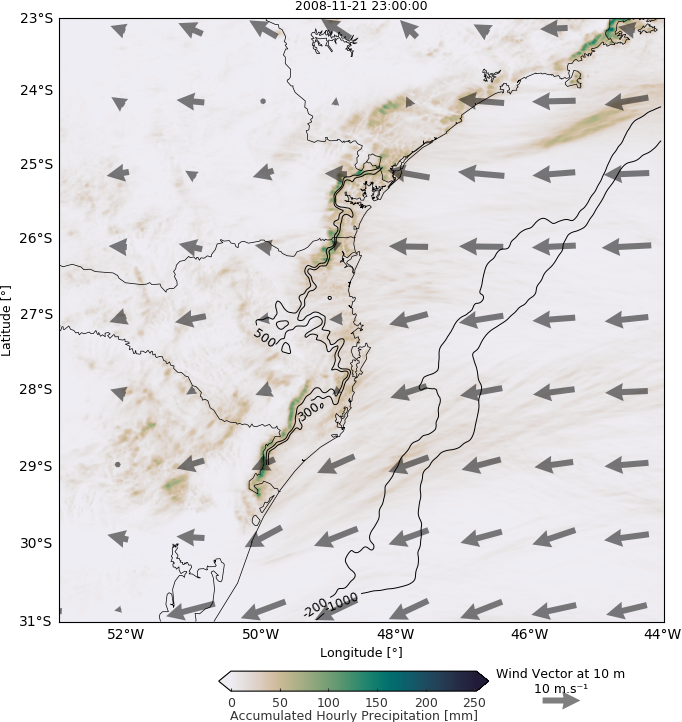 2008-11-21 23:00:00
23°S
24°S
25°S
26°S
27°S
28°S
29°S
30°S
31°S
Latitude [°]
500
300
-200
-1000
52°W 50°W 48°W 46°W 44°W
Longitude [°]
0 50 100 150 200 250
Accumulated Hourly Precipitation [mm]
Wind Vector at 10 m
10 m.s⁻¹